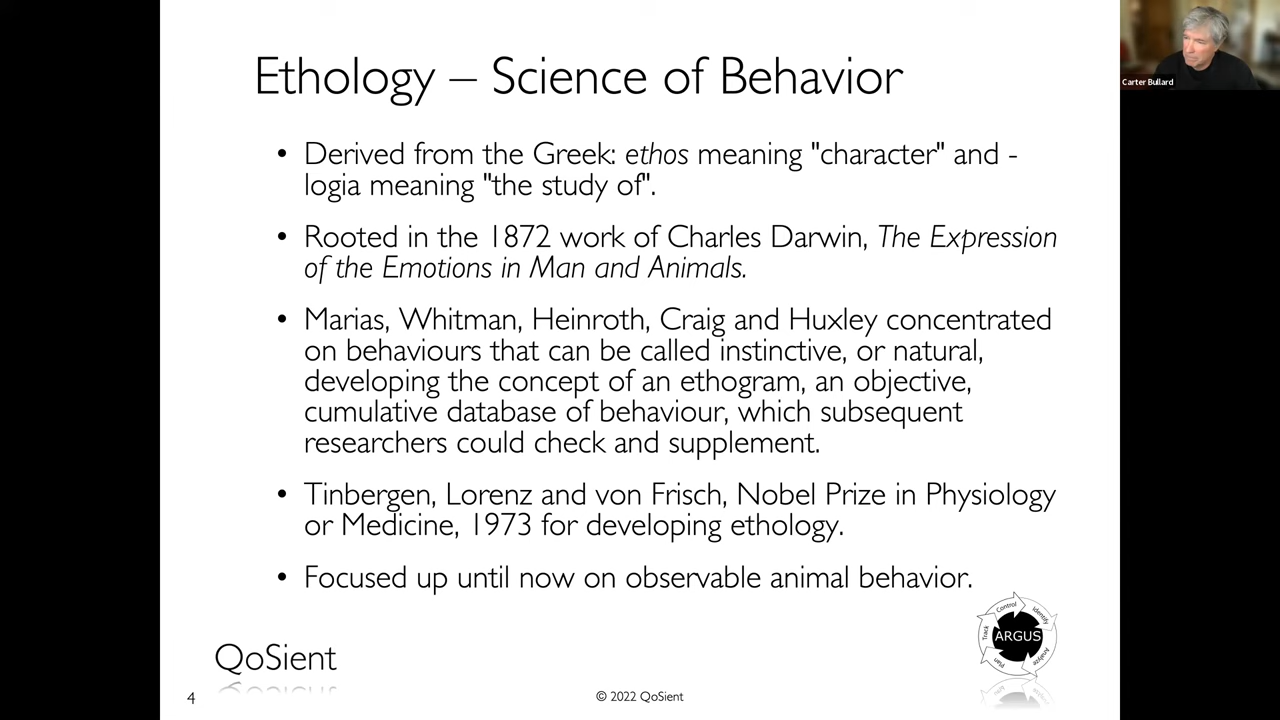 Ethology – Science of Behavior
• Derived from the Greek: ethos meaning "character" and -
logia meaning "the study of".
• Rooted in the 1872 work of Charles Darwin, The Expression
of the Emotions in Man and Animals.
• Marias, Whitman, Heinroth, Craig and Huxley concentrated
on behaviours that can be called instinctive, or natural,
developing the concept of an ethogram, an objective,
cumulative database of behaviour, which subsequent
researchers could check and supplement.
• Tinbergen, Lorenz and von Frisch, Nobel Prize in Physiology
or Medicine, 1973 for developing ethology.
• Focused up until now on observable animal behavior.
QoSient
4
© 2022 QoSient
Control
Identify
Track
ARGUS
Plan
Analyze
Carter Bullard